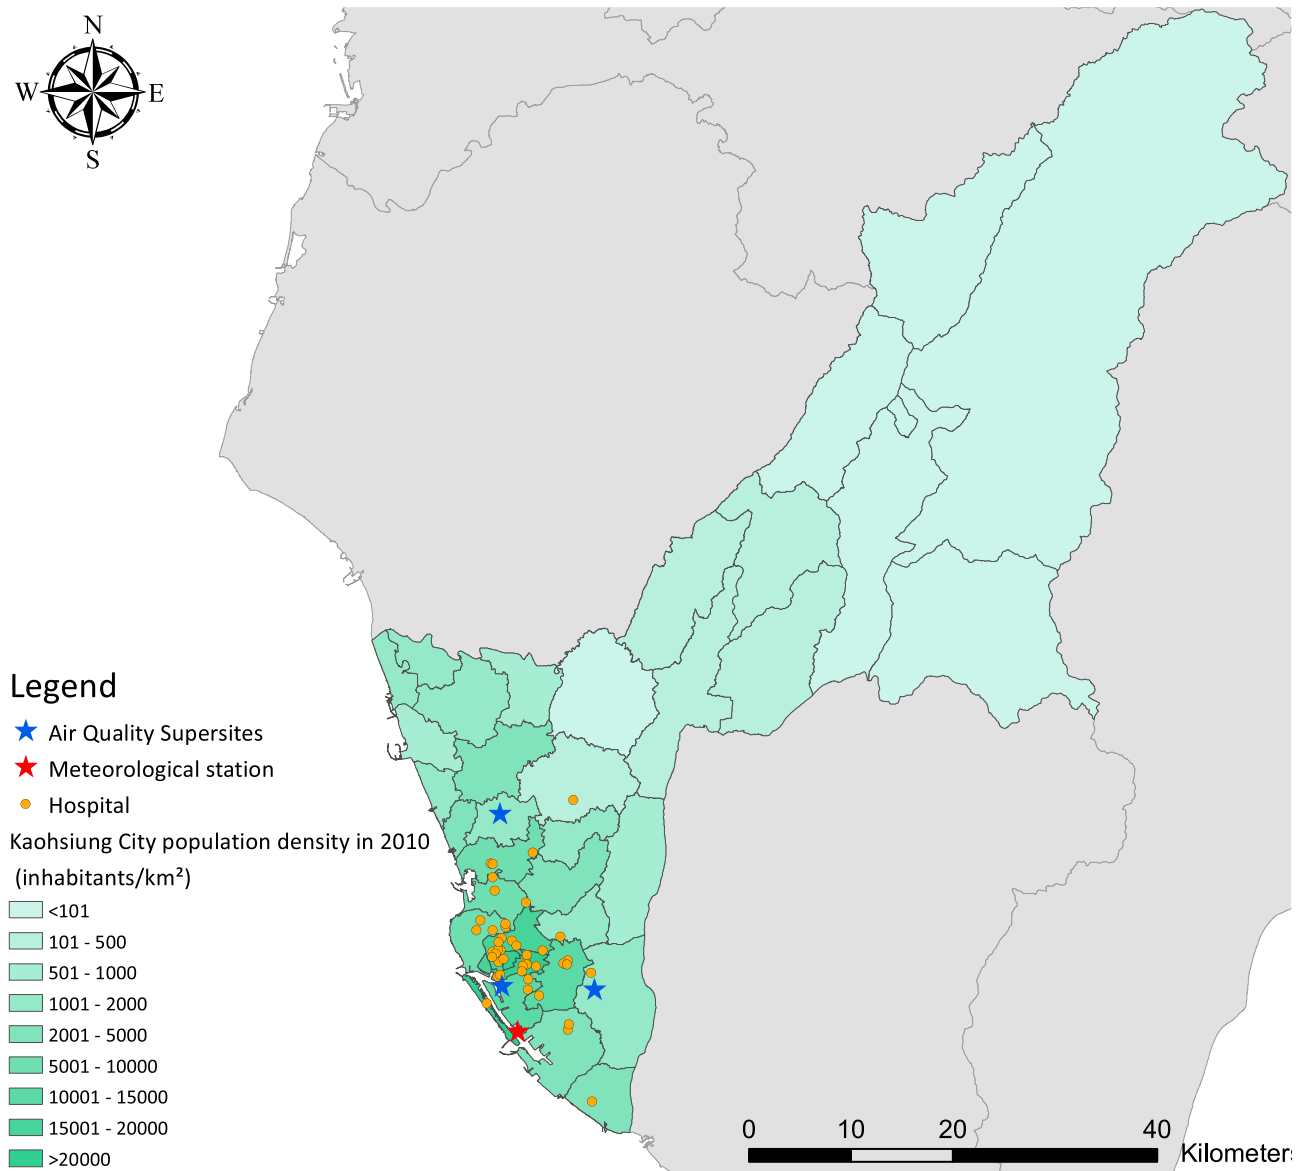 N
W E
S
Legend
Air Quality Supersites
Meteorological station
Hospital
Kaohsiung City population density in 2010
(inhabitants/km²)
<101
101 - 500
501 - 1000
1001 - 2000
2001 - 5000
5001 - 10000
10001 - 15000
15001 - 20000
>20000
0 10 20 40
Kilometers